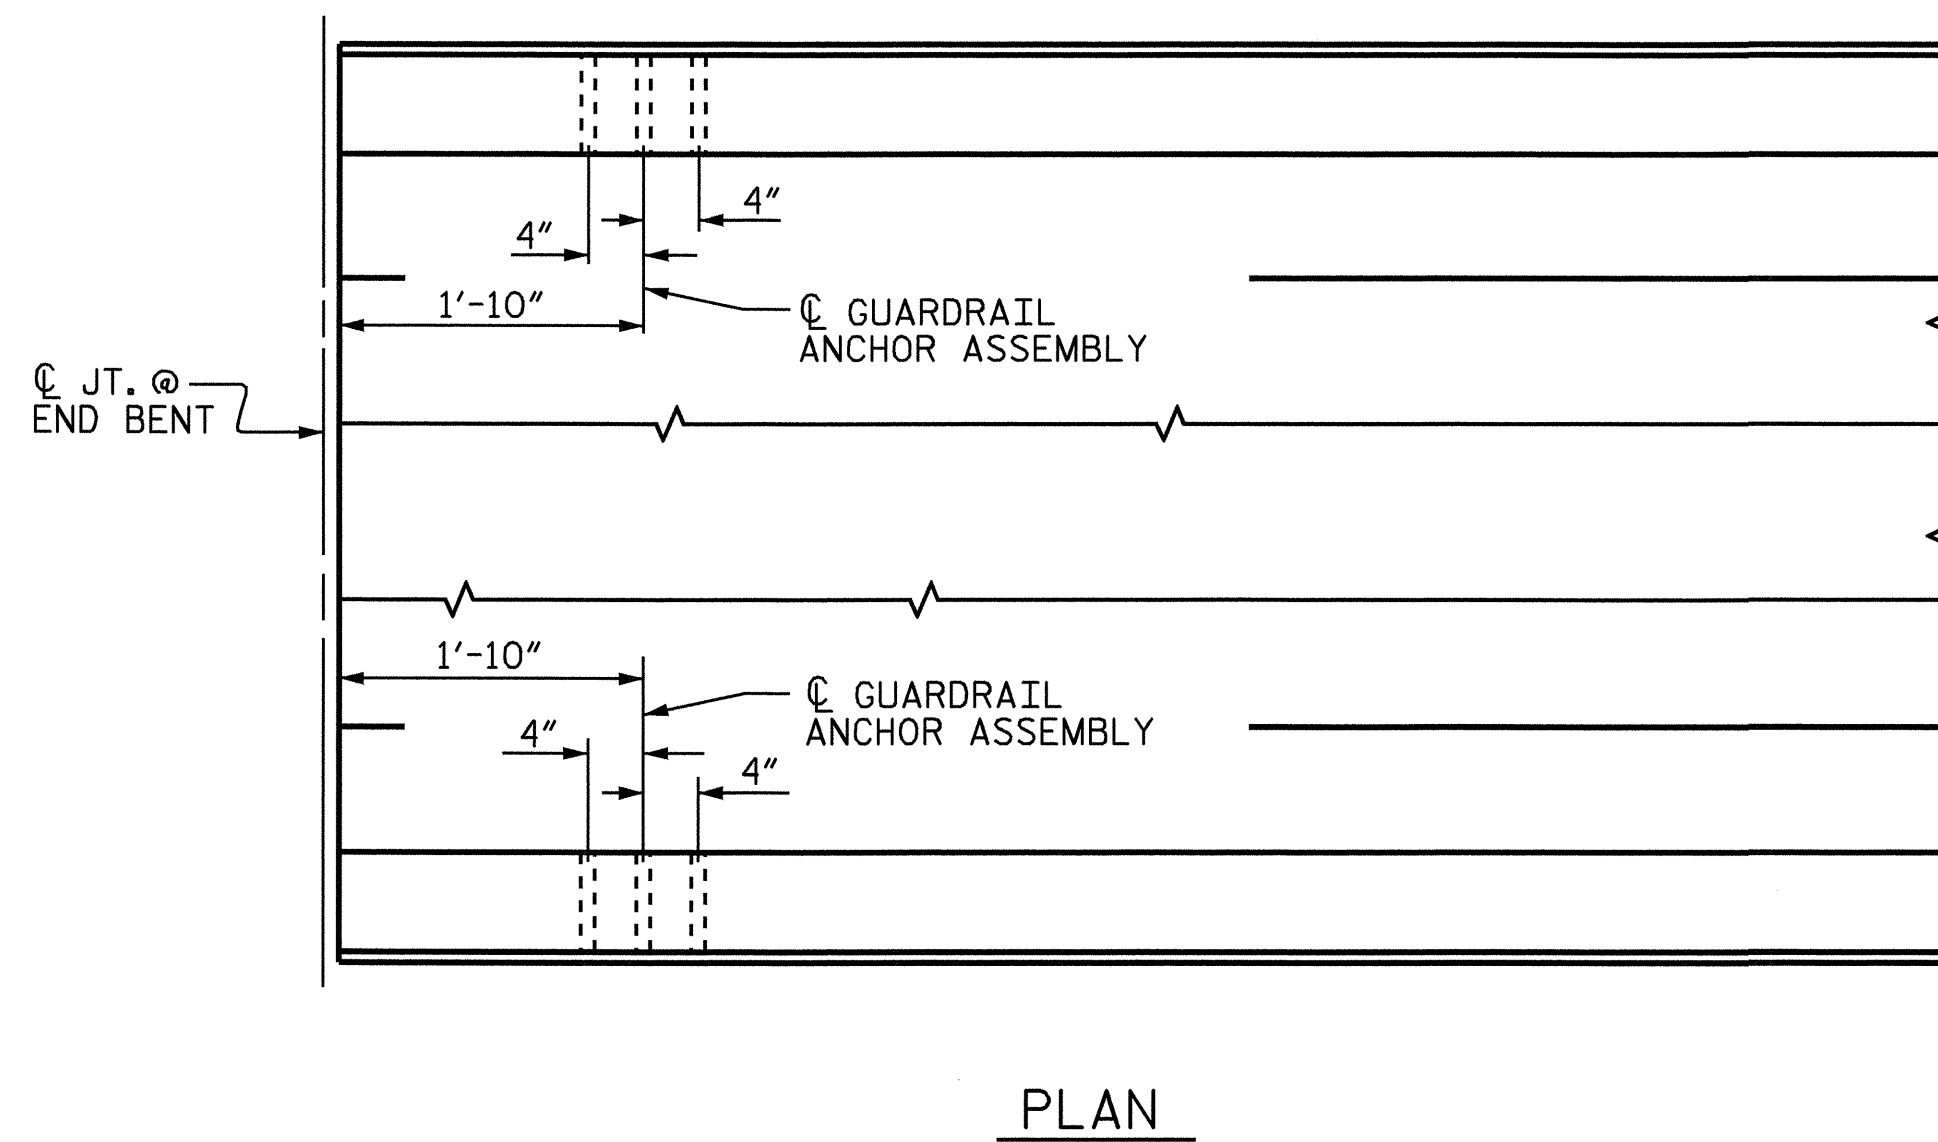 4"
4"
1'-10"
℄ GUARDRAIL
ANCHOR ASSEMBLY
℄ JT. @
END BENT
1'-10"
℄ GUARDRAIL
ANCHOR ASSEMBLY
4"
4"
PLAN